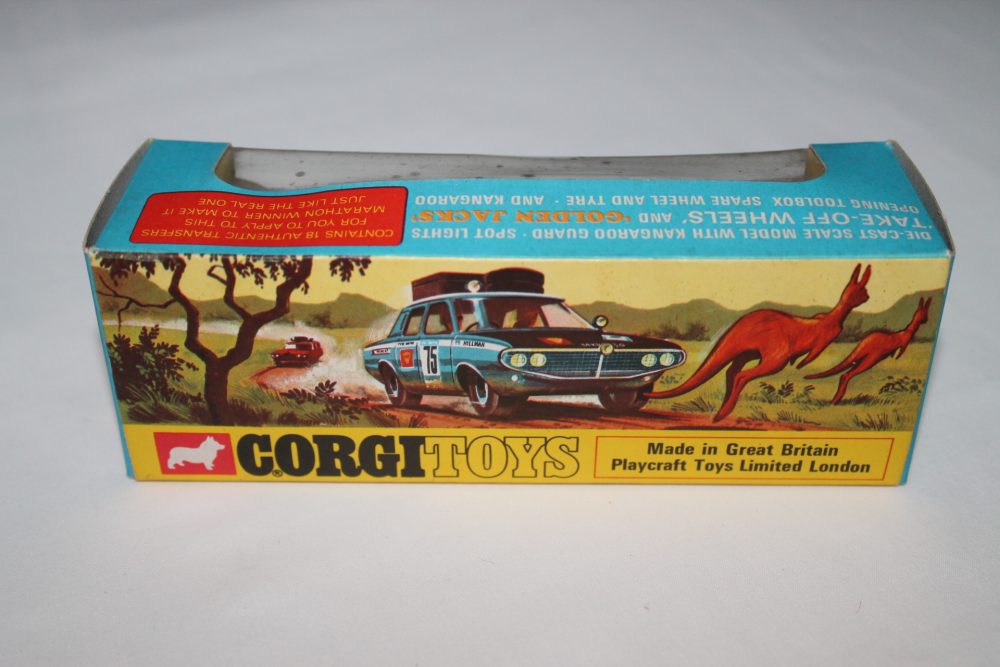 DIE-CAST SCALE MODEL WITH KANGAROO GUARD · SPOT LIGHTS
'TAKE-OFF WHEELS' AND 'GOLDEN JACKS'
OPENING TOOLBOX SPARE WHEEL AND TYRE · AND KANGAROO
CONTAINS 18 AUTHENTIC TRANSFERS
FOR YOU TO APPLY TO THIS
MARATHON WINNER TO MAKE IT
JUST LIKE THE REAL ONE
HILLMAN
75
CORGI TOYS
®
Made in Great Britain
Playcraft Toys Limited London